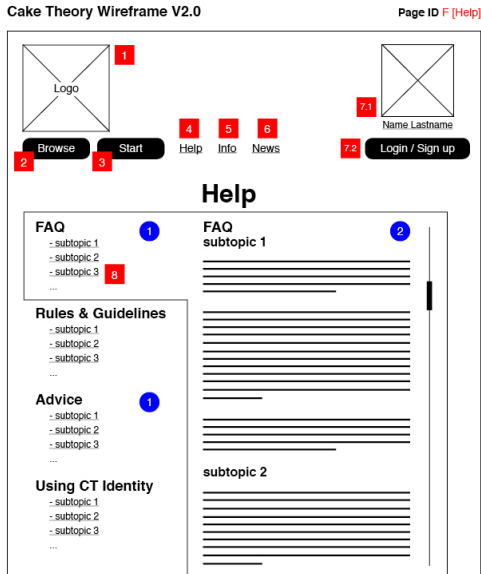 Cake Theory Wireframe V2.0
Page ID F [Help]
1
Logo
7.1
Name Lastname
4 5 6
Browse Start Help Info News 7.2 Login / Sign up
2 3
Help
FAQ 1
- subtopic 1
- subtopic 2
- subtopic 3 8
...
Rules & Guidelines
- subtopic 1
- subtopic 2
- subtopic 3
...
Advice 1
- subtopic 1
- subtopic 2
- subtopic 3
...
Using CT Identity
- subtopic 1
- subtopic 2
- subtopic 3
...
FAQ 2
subtopic 1
subtopic 2